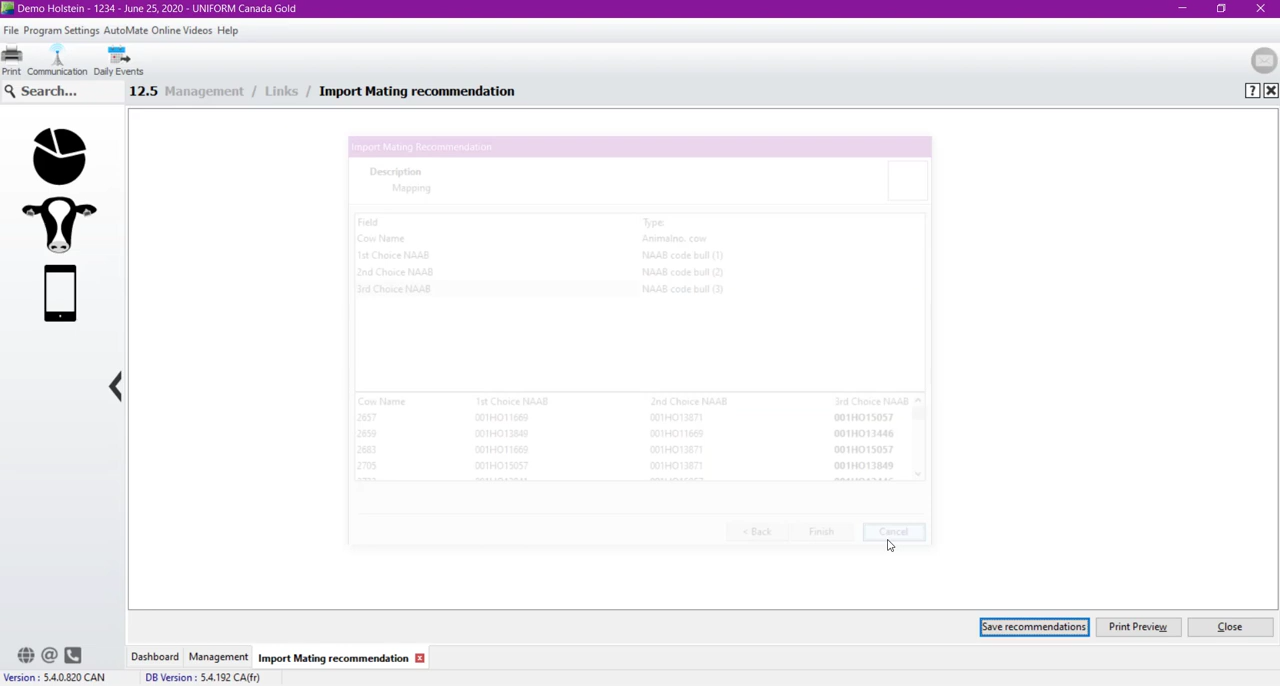 Demo Holstein - 1234 - June 25, 2020 - UNIFORM Canada Gold
File Program Settings AutoMate Online Videos Help
Print Communication Daily Events
Search... 12.5 Management / Links / Import Mating recommendation ?
Import Mating Recommendation
Description
Mapping
Field Type:
Cow Name Animalno. cow
1st Choice NAAB NAAB code bull (1)
2nd Choice NAAB NAAB code bull (2)
3rd Choice NAAB NAAB code bull (3)
Cow Name 1st Choice NAAB 2nd Choice NAAB 3rd Choice NAAB
2657 001HO11669 001HO13871 001HO15057
2659 001HO13849 001HO11669 001HO13446
2683 001HO11669 001HO13871 001HO15057
2705 001HO15057 001HO13871 001HO13849
< Back Finish Cancel
Save recommendations Print Preview Close
Dashboard Management Import Mating recommendation
Version : 5.4.0.820 CAN DB Version : 5.4.192 CA(fr)